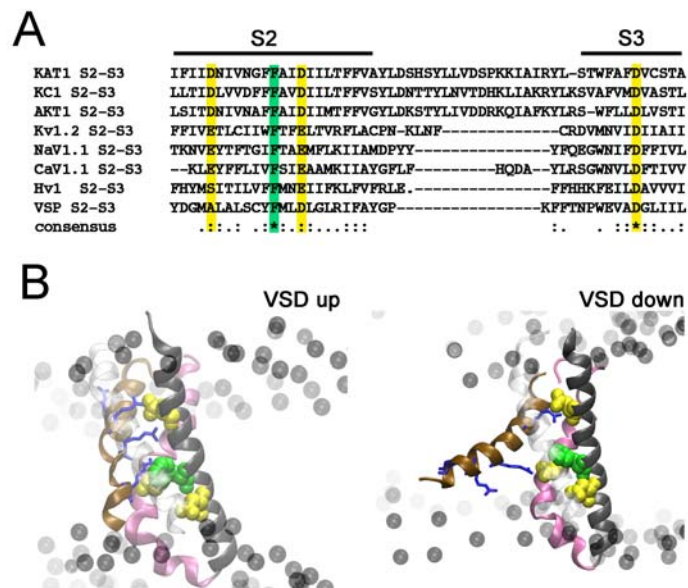 A
S2 S3
KAT1 S2-S3 IFIIDNIVNGFFAIDIILTFFVAYLDSHSYLLVDSPKKIAIRYL-STWFAFDVCSTA
KC1 S2-S3 LLTIDLVVDFFFAVDIILTFFVSYLDNTTYLNVTDHKLIAKRYLKSVAFVMDVASTL
AKT1 S2-S3 LSITDNIVNAFFAIDIIMTFFVGYLDKSTYLIVDDRKQIAFKYLRS-WFLLDLVSTI
Kv1.2 S2-S3 FFIVETLCIIWFTFELTVRFLACPN-KLNF--------------CRDVMNVIDIIAII
NaV1.1 S2-S3 TKNVEYTFTGIFTAEMFLKIIAMDPYY--------------YFQEGWNIFDFFIVL
CaV1.1 S2-S3 --KLEYFFLIVFSIEAAMKIIAYGFLF----------HQDA-YLRSGWNVLDFTIVV
Hv1 S2-S3 FHYMSITILVFFMNEIIFKLFVFRLE.--------------FFHHKFEILDAVVVI
VSP S2-S3 YDGMALALSCYFMLDLGLRIFAYGP----------------KFFTNPWEVADGLIIL
consensus .:.. .: *..:..:::.. :. ..::*:..
B
VSD up VSD down